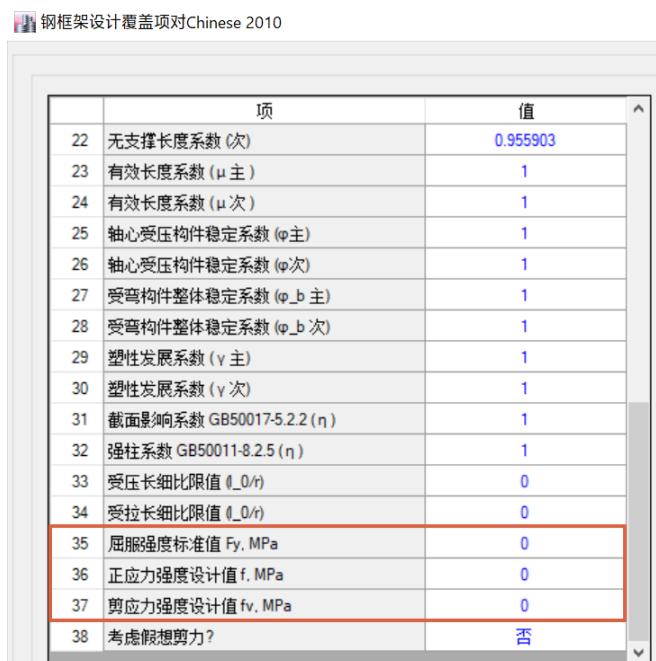 钢框架设计覆盖项对Chinese 2010
项 值
22 无支撑长度系数 (次) 0.955903
23 有效长度系数 (μ 主 ) 1
24 有效长度系数 (μ 次 ) 1
25 轴心受压构件稳定系数 (φ主) 1
26 轴心受压构件稳定系数 (φ次) 1
27 受弯构件整体稳定系数 (φ_b 主) 1
28 受弯构件整体稳定系数 (φ_b 次) 1
29 塑性发展系数 ( γ 主) 1
30 塑性发展系数 ( γ 次) 1
31 截面影响系数 GB50017-5.2.2 ( η ) 1
32 强柱系数 GB50011-8.2.5 ( η ) 1
33 受压长细比限值 (l_0/r) 0
34 受拉长细比限值 (l_0/r) 0
35 屈服强度标准值 Fy, MPa 0
36 正应力强度设计值 f, MPa 0
37 剪应力强度设计值 fv, MPa 0
38 考虑假想剪力? 否